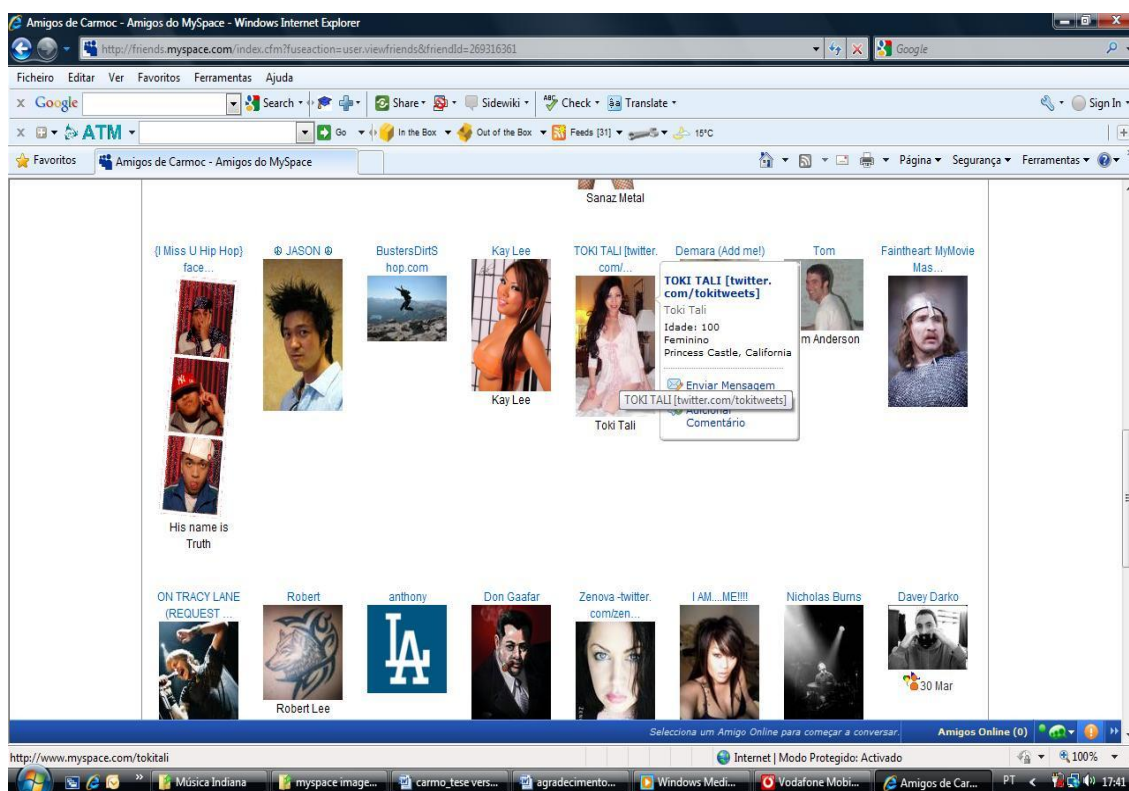 Amigos de Carmoc - Amigos do MySpace - Windows Internet Explorer
http://friends.myspace.com/index.cfm?fuseaction=user.viewfriends&friendId=269316361
Google
Ficheiro Editar Ver Favoritos Ferramentas Ajuda
x Google Search Share Sidewiki ABC Check Translate Sign In
x ATM Go In the Box Out of the Box Feeds [31] 15°C
Favoritos Amigos de Carmoc - Amigos do MySpace Página Segurança Ferramentas
Sanaz Metal
{I Miss U Hip Hop} face...
JASON
BustersDirtS hop.com
Kay Lee
TOKI TALI [twitter. com/...
Demara (Add me!)
Tom
Faintheart: MyMovie Mas...
TOKI TALI [twitter.
com/tokitweets]
Toki Tali
Idade: 100
Feminino
Princess Castle, California
Enviar Mensagem
TOKI TALI [twitter.com/tokitweets]
Adicionar
Comentário
m Anderson
Kay Lee
Toki Tali
His name is
Truth
ON TRACY LANE (REQUEST ...
Robert
anthony
Don Gaafar
Zenova -twitter. com/zen...
I AM....ME!!!!
Nicholas Burns
Davey Darko
LA
Robert Lee
30 Mar
Selecciona um Amigo Online para começar a conversar. Amigos Online (0)
http://www.myspace.com/tokitali Internet | Modo Protegido: Activado 100%
Música Indiana myspace image... carmo_tese vers... agradecimento... Windows Medi... Vodafone Mobi... Amigos de Car... PT 17:41